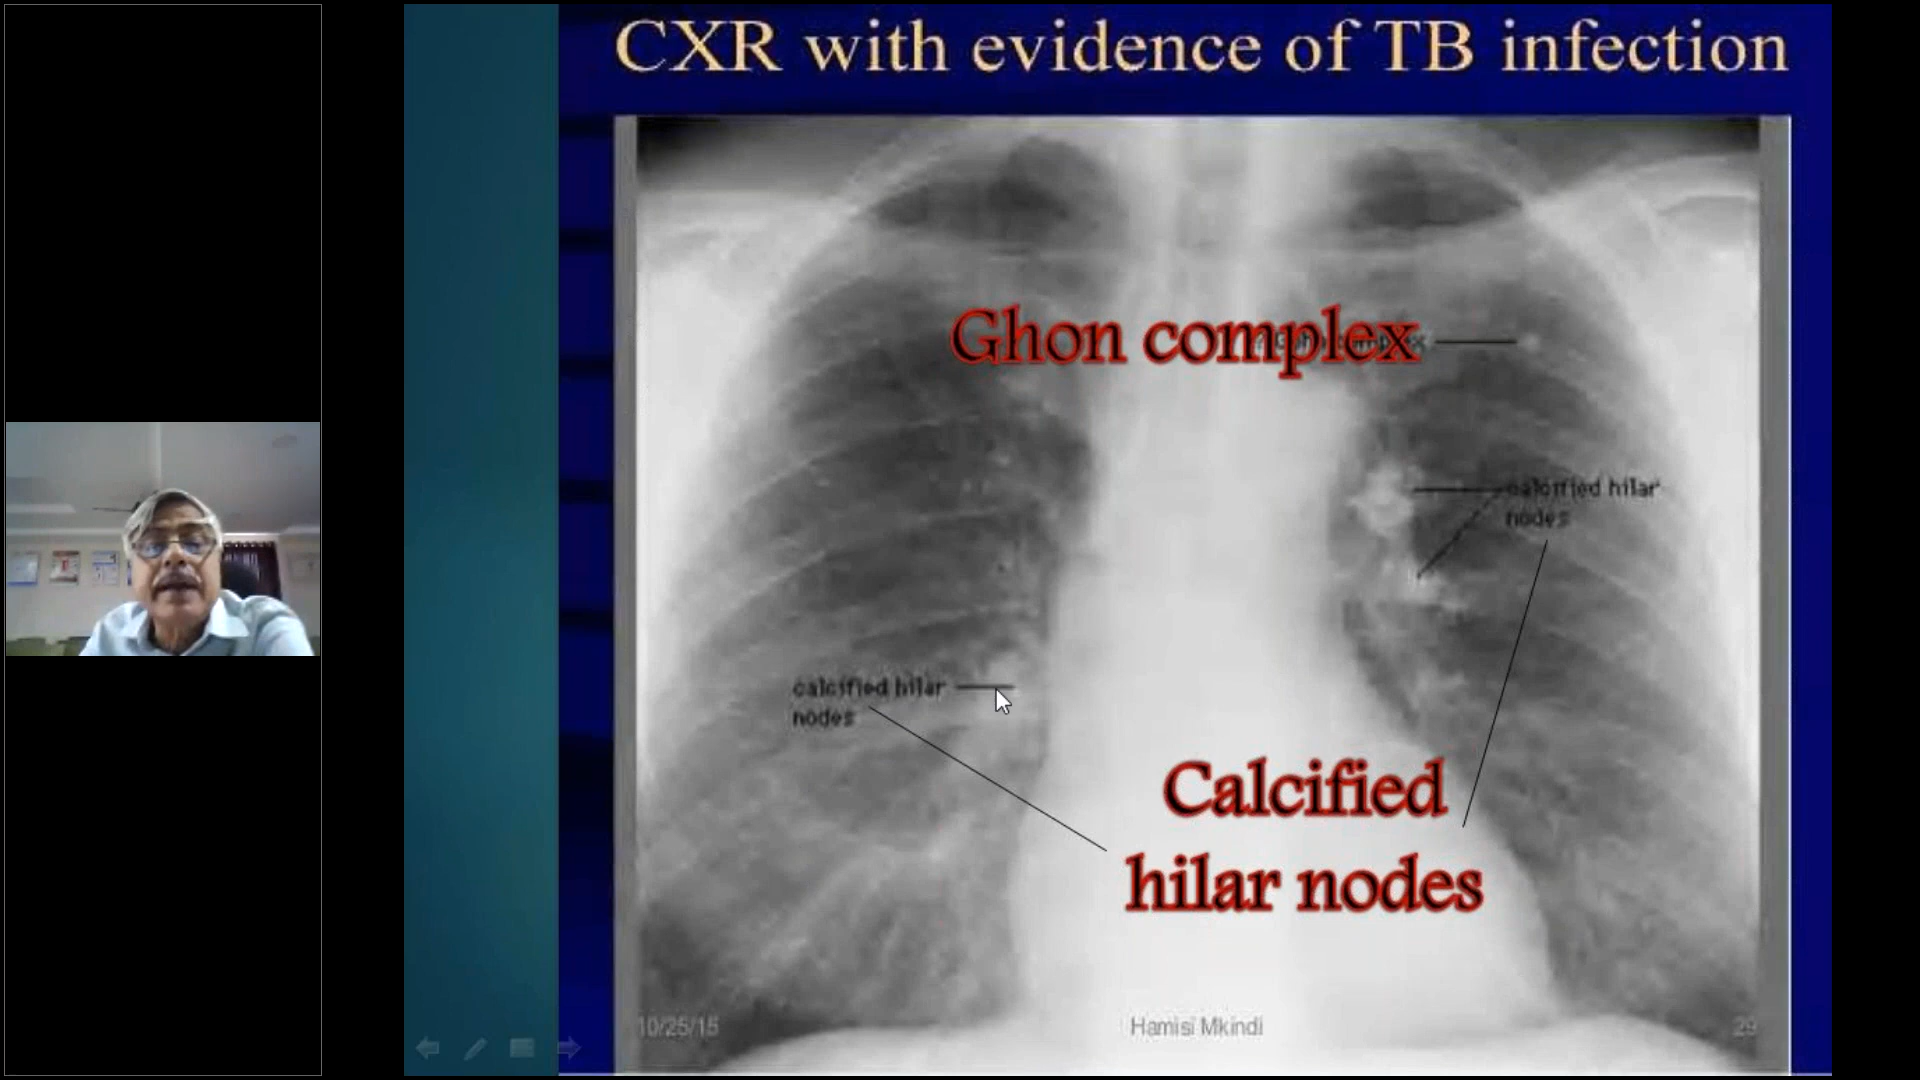 CXR with evidence of TB infection
Ghon complex
calcified hilar
nodes
calcified hilar
nodes
Calcified
hilar nodes
10/25/15
Hamisi Mkindi
29